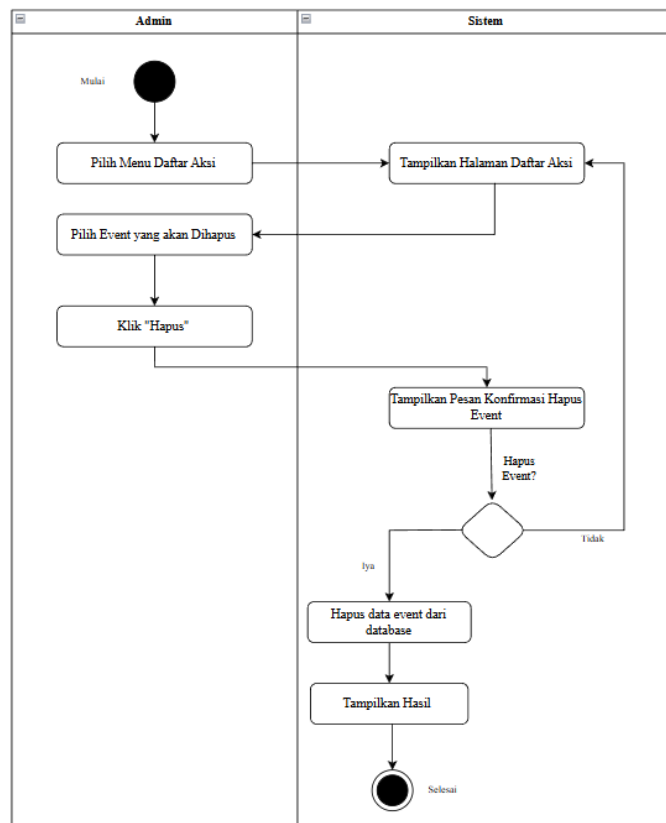 Admin
Sistem
Mulai
Pilih Menu Daftar Aksi
Tampilkan Halaman Daftar Aksi
Pilih Event yang akan Dihapus
Klik "Hapus"
Tampilkan Pesan Konfirmasi Hapus
Event
Hapus
Event?
Tidak
Iya
Hapus data event dari
database
Tampilkan Hasil
Selesai